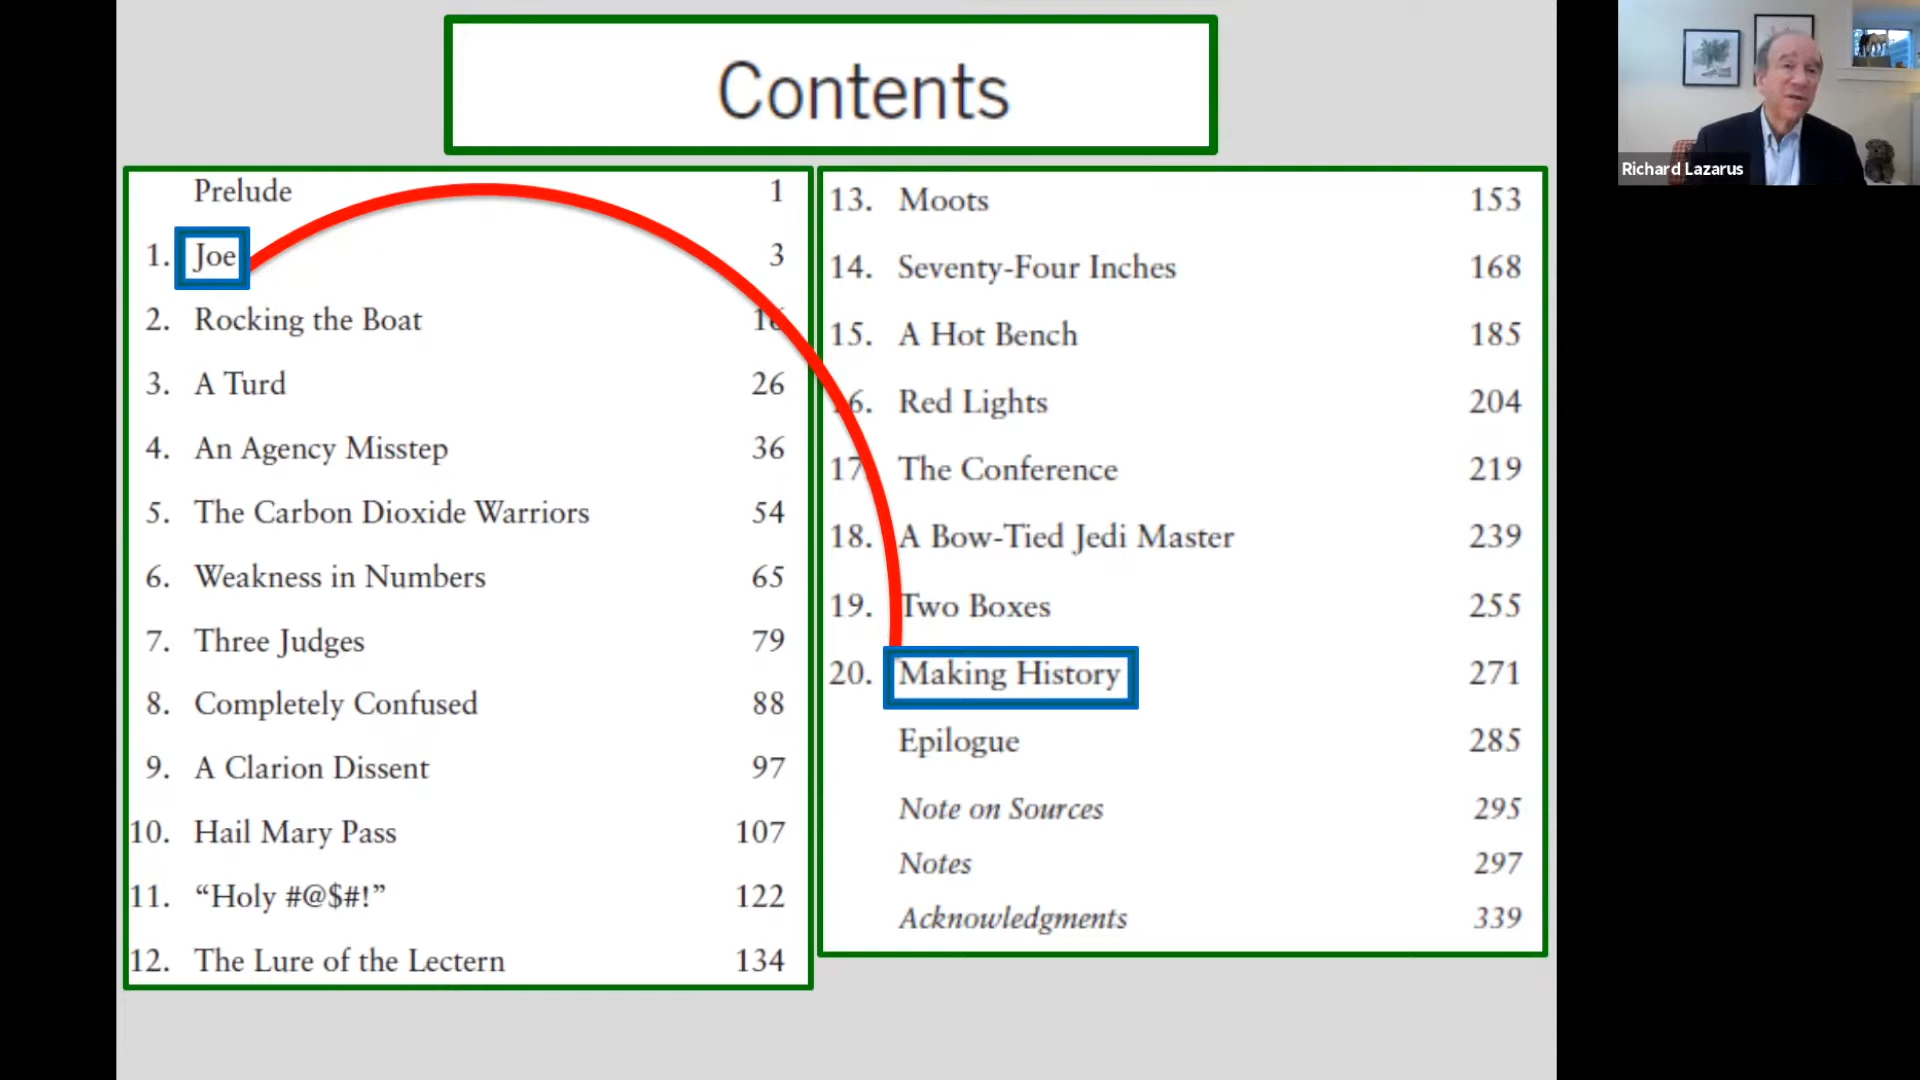 Contents
Prelude 1
1. Joe 3
2. Rocking the Boat 16
3. A Turd 26
4. An Agency Misstep 36
5. The Carbon Dioxide Warriors 54
6. Weakness in Numbers 65
7. Three Judges 79
8. Completely Confused 88
9. A Clarion Dissent 97
10. Hail Mary Pass 107
11. “Holy #@$#!” 122
12. The Lure of the Lectern 134
13. Moots 153
14. Seventy-Four Inches 168
15. A Hot Bench 185
16. Red Lights 204
17. The Conference 219
18. A Bow-Tied Jedi Master 239
19. Two Boxes 255
20. Making History 271
Epilogue 285
Note on Sources 295
Notes 297
Acknowledgments 339
Richard Lazarus